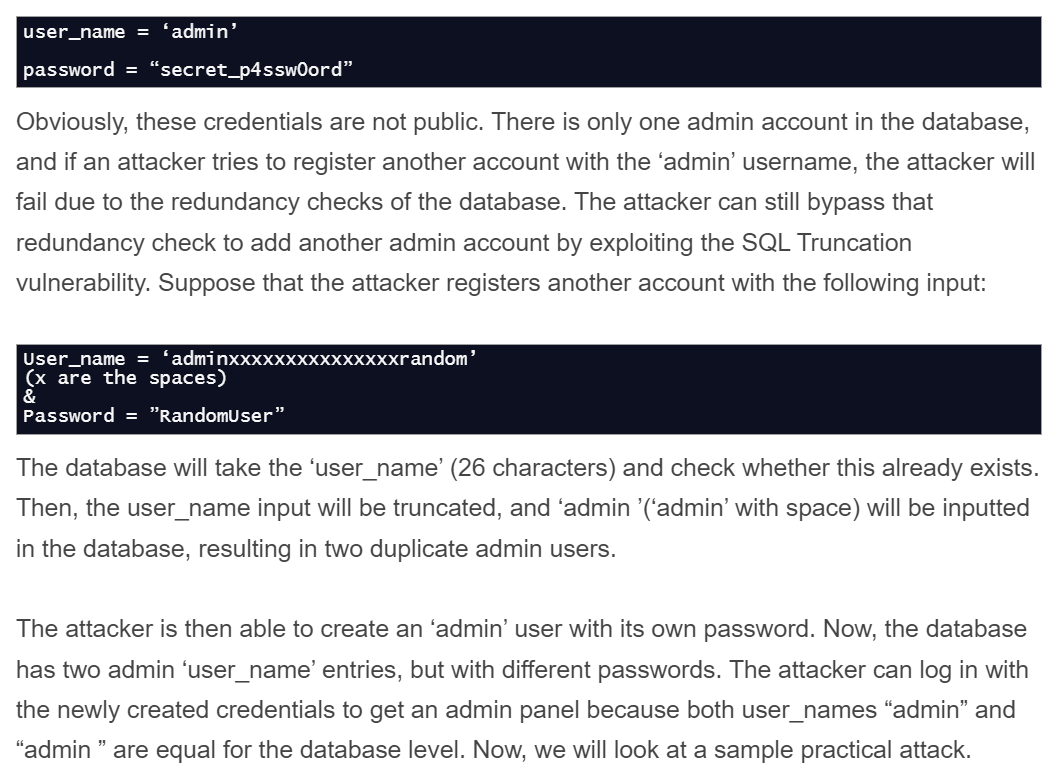 user_name = ‘admin’
password = “secret_p4ssw0ord”
Obviously, these credentials are not public. There is only one admin account in the database,
and if an attacker tries to register another account with the ‘admin’ username, the attacker will
fail due to the redundancy checks of the database. The attacker can still bypass that
redundancy check to add another admin account by exploiting the SQL Truncation
vulnerability. Suppose that the attacker registers another account with the following input:
User_name = ‘adminxxxxxxxxxxxxxxxrandom’
(x are the spaces)
&
Password = ”RandomUser”
The database will take the ‘user_name’ (26 characters) and check whether this already exists.
Then, the user_name input will be truncated, and ‘admin ’(‘admin’ with space) will be inputted
in the database, resulting in two duplicate admin users.
The attacker is then able to create an ‘admin’ user with its own password. Now, the database
has two admin ‘user_name’ entries, but with different passwords. The attacker can log in with
the newly created credentials to get an admin panel because both user_names “admin” and
“admin ” are equal for the database level. Now, we will look at a sample practical attack.